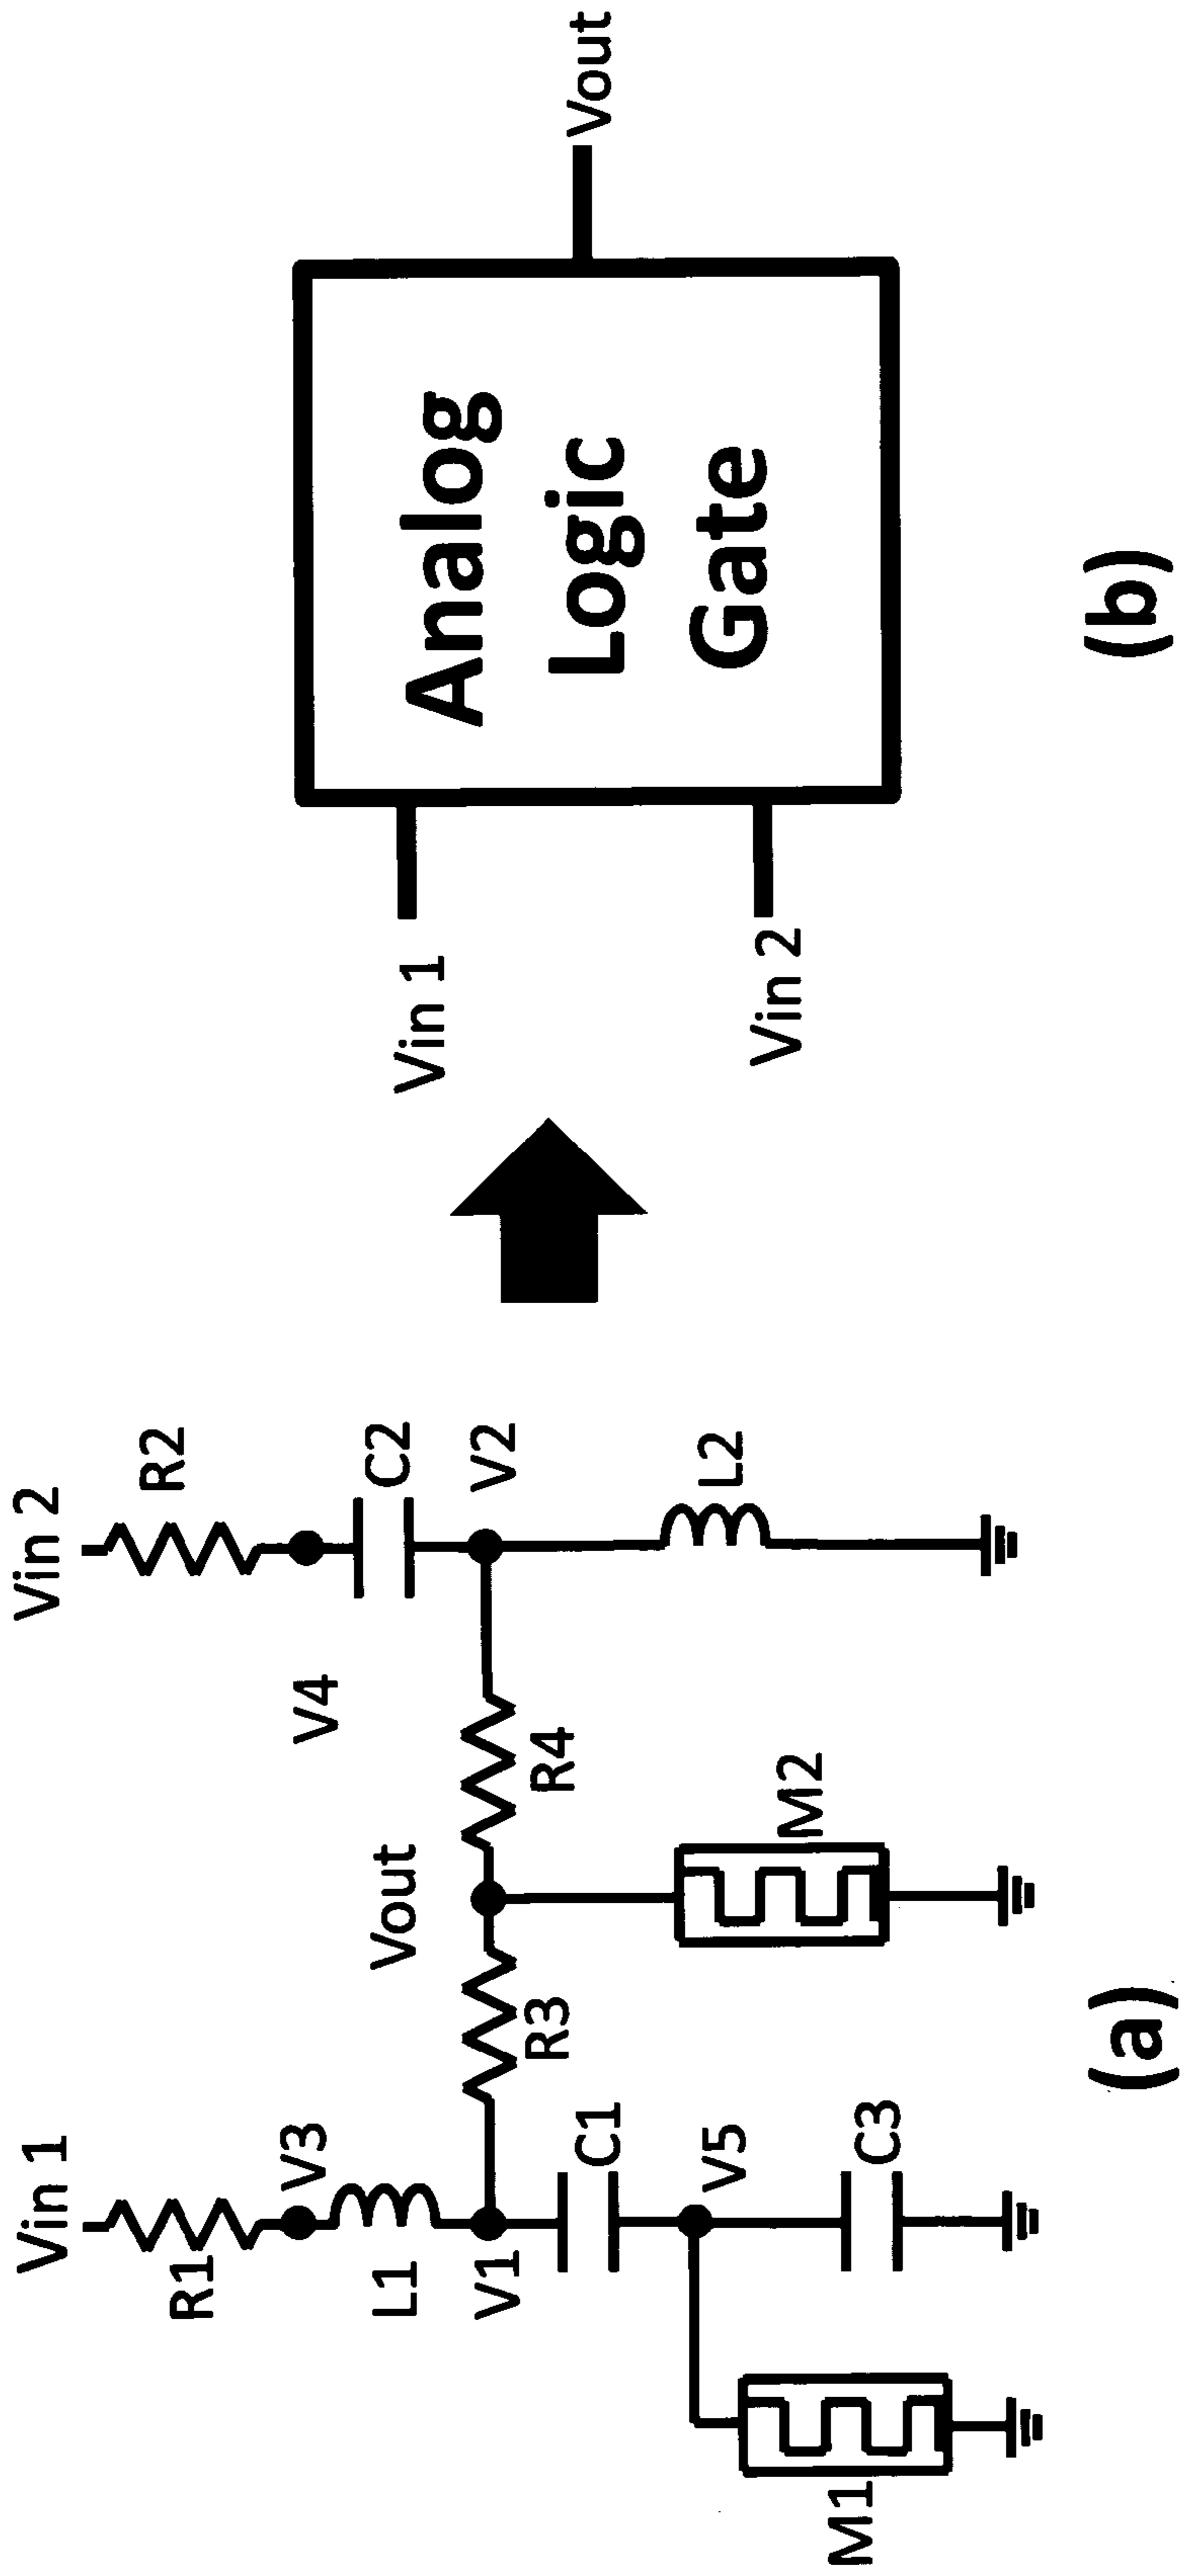 Vin 1
Vin 2
R1
R2
V3
V4
L1
C2
Vout
V1
V2
R3
R4
C1
L2
V5
M2
M1
C3
(a)
Vin 1
Vin 2
Analog
Logic
Gate
Vout
(b)